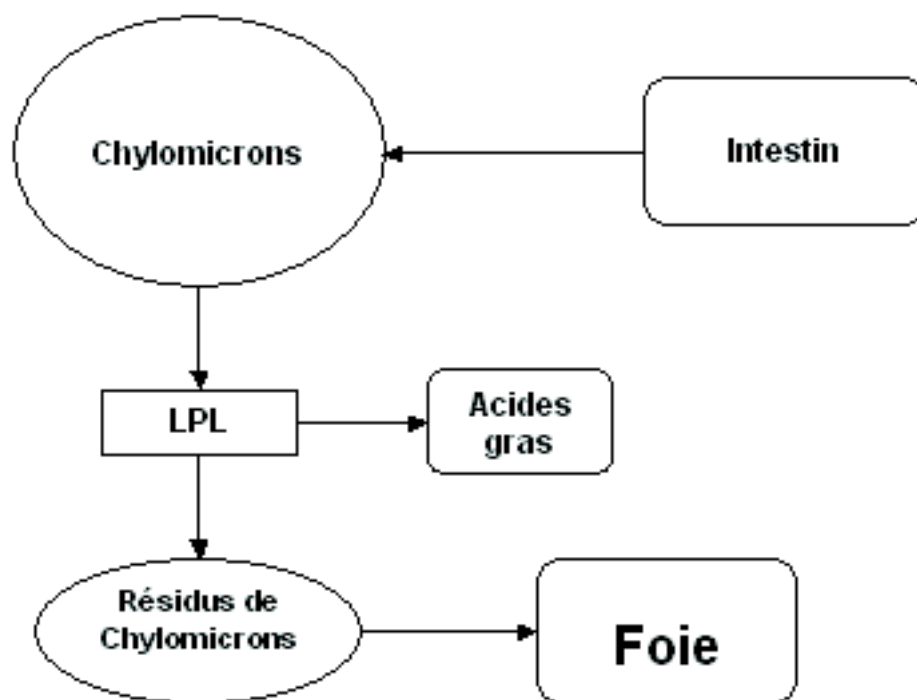 Chylomicrons
Intestin
LPL
Acides
gras
Résidus de
Chylomicrons
Foie